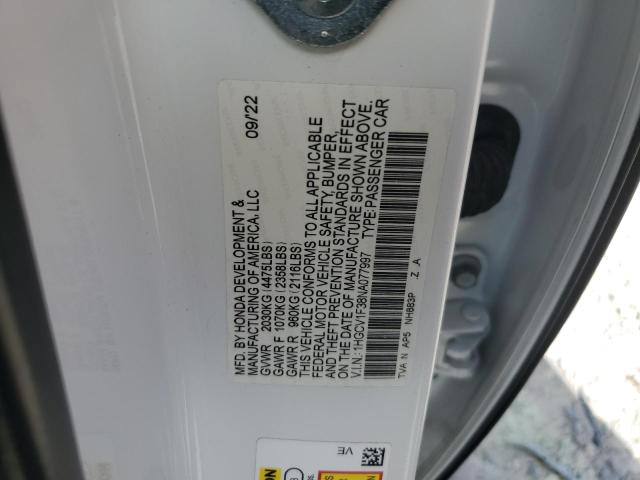 MFD. BY HONDA DEVELOPMENT & 09/22
MANUFACTURING OF AMERICA, LLC
GVWR 2030KG (4475LBS)
GAWR F 1070KG (2358LBS)
GAWR R 960KG (2116LBS)
THIS VEHICLE CONFORMS TO ALL APPLICABLE
FEDERAL MOTOR VEHICLE SAFETY, BUMPER,
AND THEFT PREVENTION STANDARDS IN EFFECT
ON THE DATE OF MANUFACTURE SHOWN ABOVE.
V.I.N.: 1HGCV1F38NA077997 TYPE:PASSENGER CAR
TVA N AP5 NH883P .Z .A
VE